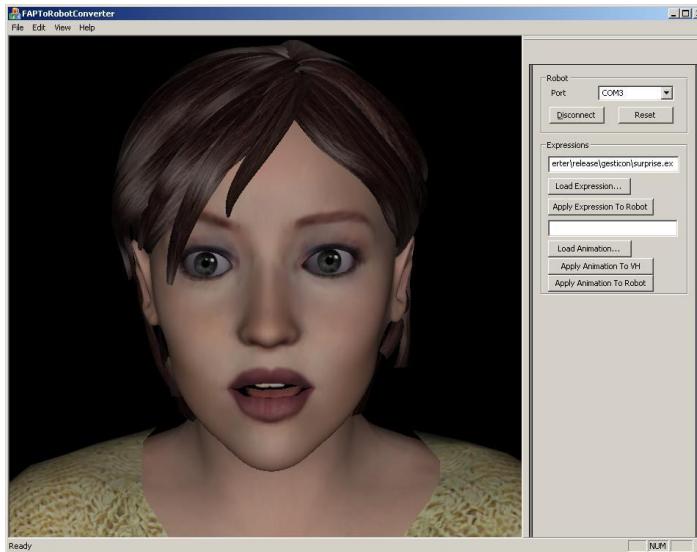 FAPToRobotConverter
File Edit View Help
Robot
Port COM3
Disconnect Reset
Expressions
erter\release\gesticon\surprise.ex
Load Expression...
Apply Expression To Robot
Load Animation...
Apply Animation To VH
Apply Animation To Robot
Ready NUM